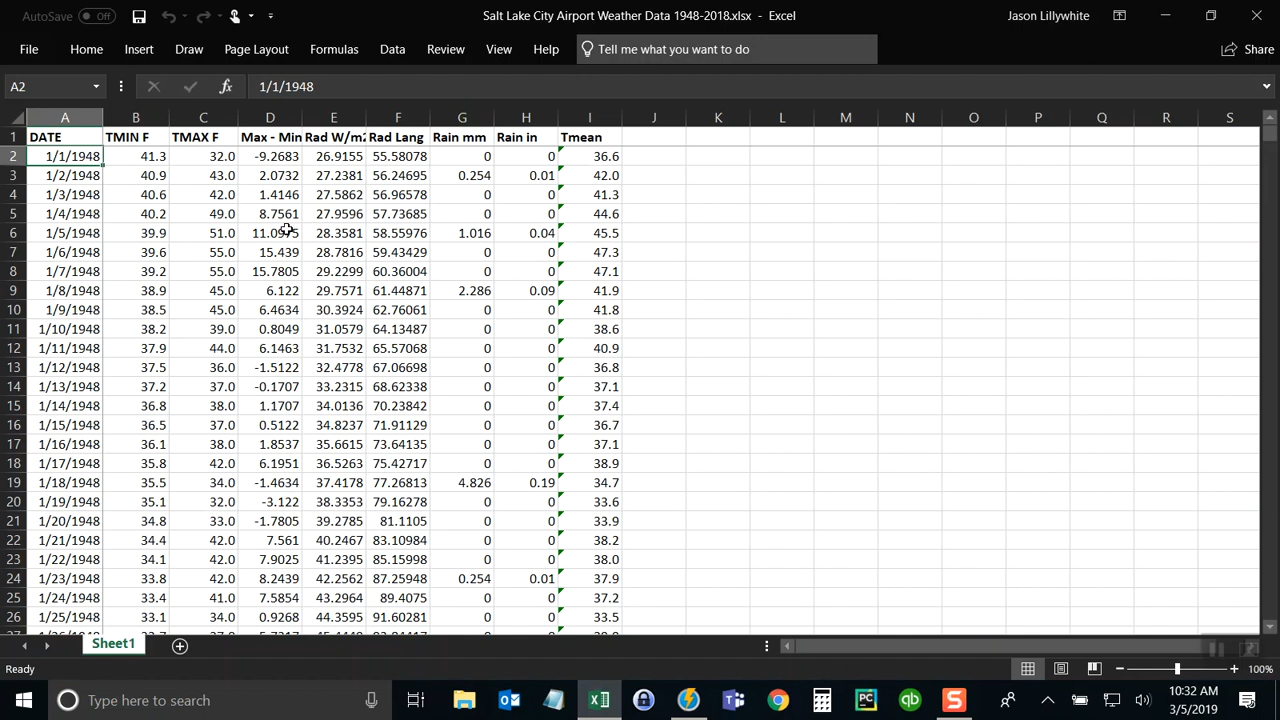 AutoSave Off Salt Lake City Airport Weather Data 1948-2018.xlsx - Excel Jason Lillywhite
File Home Insert Draw Page Layout Formulas Data Review View Help Tell me what you want to do Share
A2 fx 1/1/1948
A B C D E F G H I J K L M N O P Q R S
1 DATE TMIN F TMAX F Max - Min Rad W/m2 Rad Lang Rain mm Rain in Tmean
2 1/1/1948 41.3 32.0 -9.2683 26.9155 55.58078 0 0 36.6
3 1/2/1948 40.9 43.0 2.0732 27.2381 56.24695 0.254 0.01 42.0
4 1/3/1948 40.6 42.0 1.4146 27.5862 56.96578 0 0 41.3
5 1/4/1948 40.2 49.0 8.7561 27.9596 57.73685 0 0 44.6
6 1/5/1948 39.9 51.0 11.0975 28.3581 58.55976 1.016 0.04 45.5
7 1/6/1948 39.6 55.0 15.439 28.7816 59.43429 0 0 47.3
8 1/7/1948 39.2 55.0 15.7805 29.2299 60.36004 0 0 47.1
9 1/8/1948 38.9 45.0 6.122 29.7571 61.44871 2.286 0.09 41.9
10 1/9/1948 38.5 45.0 6.4634 30.3924 62.76061 0 0 41.8
11 1/10/1948 38.2 39.0 0.8049 31.0579 64.13487 0 0 38.6
12 1/11/1948 37.9 44.0 6.1463 31.7532 65.57068 0 0 40.9
13 1/12/1948 37.5 36.0 -1.5122 32.4778 67.06698 0 0 36.8
14 1/13/1948 37.2 37.0 -0.1707 33.2315 68.62338 0 0 37.1
15 1/14/1948 36.8 38.0 1.1707 34.0136 70.23842 0 0 37.4
16 1/15/1948 36.5 37.0 0.5122 34.8237 71.91129 0 0 36.7
17 1/16/1948 36.1 38.0 1.8537 35.6615 73.64135 0 0 37.1
18 1/17/1948 35.8 42.0 6.1951 36.5263 75.42717 0 0 38.9
19 1/18/1948 35.5 34.0 -1.4634 37.4178 77.26813 4.826 0.19 34.7
20 1/19/1948 35.1 32.0 -3.122 38.3353 79.16278 0 0 33.6
21 1/20/1948 34.8 33.0 -1.7805 39.2785 81.1105 0 0 33.9
22 1/21/1948 34.4 42.0 7.561 40.2467 83.10984 0 0 38.2
23 1/22/1948 34.1 42.0 7.9025 41.2395 85.15998 0 0 38.0
24 1/23/1948 33.8 42.0 8.2439 42.2562 87.25948 0.254 0.01 37.9
25 1/24/1948 33.4 41.0 7.5854 43.2964 89.4075 0 0 37.2
26 1/25/1948 33.1 34.0 0.9268 44.3595 91.60281 0 0 33.5
Sheet1
Ready 100%
Type here to search 10:32 AM
3/5/2019